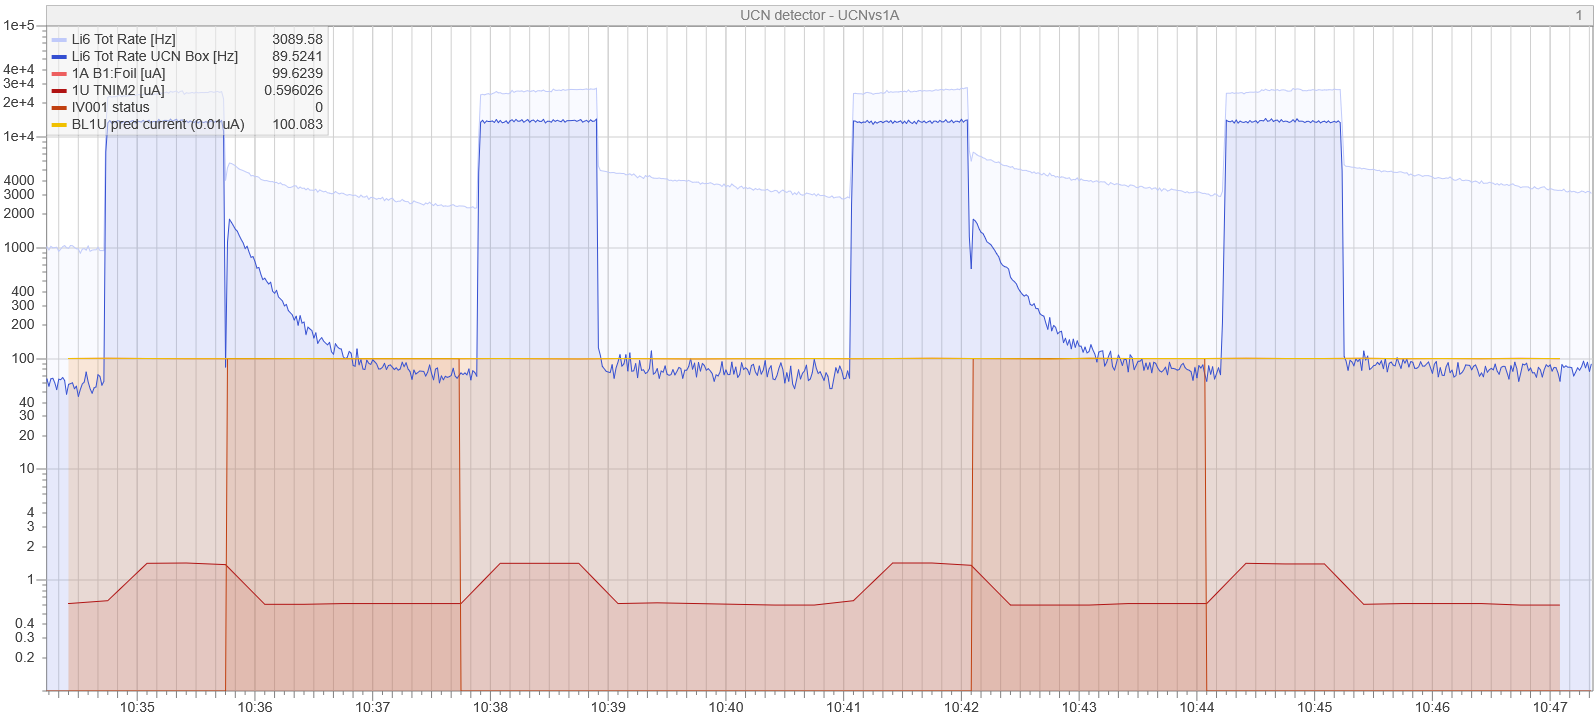 UCN detector - UCNvs1A 1
Li6 Tot Rate [Hz] 3089.58
Li6 Tot Rate UCN Box [Hz] 89.5241
1A B1:Foil [uA] 99.6239
1U TNIM2 [uA] 0.596026
IV001 status 0
BL1U pred current (0.01uA) 100.083
1e+5
4e+4
3e+4
2e+4
1e+4
4000
3000
2000
1000
400
300
200
100
40
30
20
10
4
3
2
1
0.4
0.3
0.2
10:35 10:36 10:37 10:38 10:39 10:40 10:41 10:42 10:43 10:44 10:45 10:46 10:47